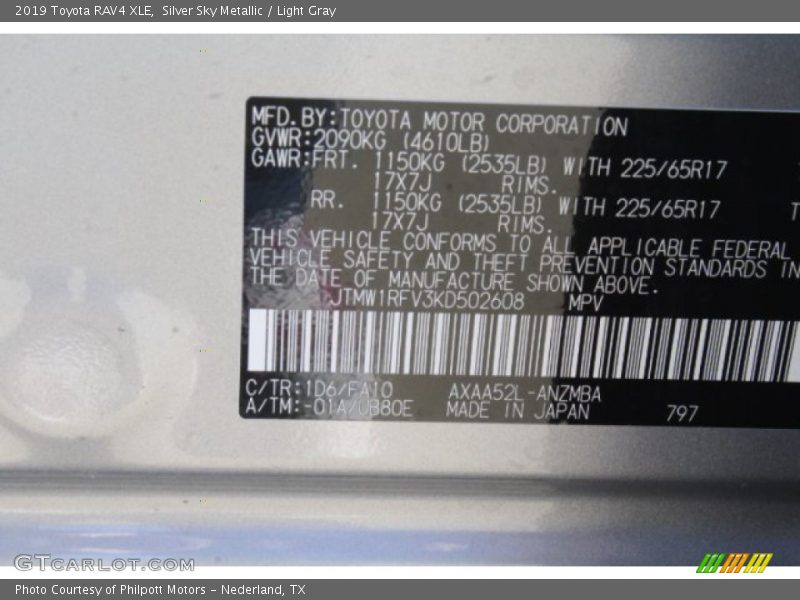 2019 Toyota RAV4 XLE, Silver Sky Metallic / Light Gray
MFD. BY: TOYOTA MOTOR CORPORATION
GVWR: 2090KG (4610LB)
GAWR: FRT. 1150KG (2535LB) WITH 225/65R17
17X7J RIMS.
RR. 1150KG (2535LB) WITH 225/65R17 T
17X7J RIMS.
THIS VEHICLE CONFORMS TO ALL APPLICABLE FEDERAL
VEHICLE SAFETY AND THEFT PREVENTION STANDARDS IN
THE DATE OF MANUFACTURE SHOWN ABOVE.
JTMW1RFV3KD502608 MPV
C/TR: 1D6/FA10 AXAA52L-ANZMBA
A/TM: -01A/UB80E MADE IN JAPAN 797
GTCARLOT.COM
Photo Courtesy of Philpott Motors - Nederland, TX